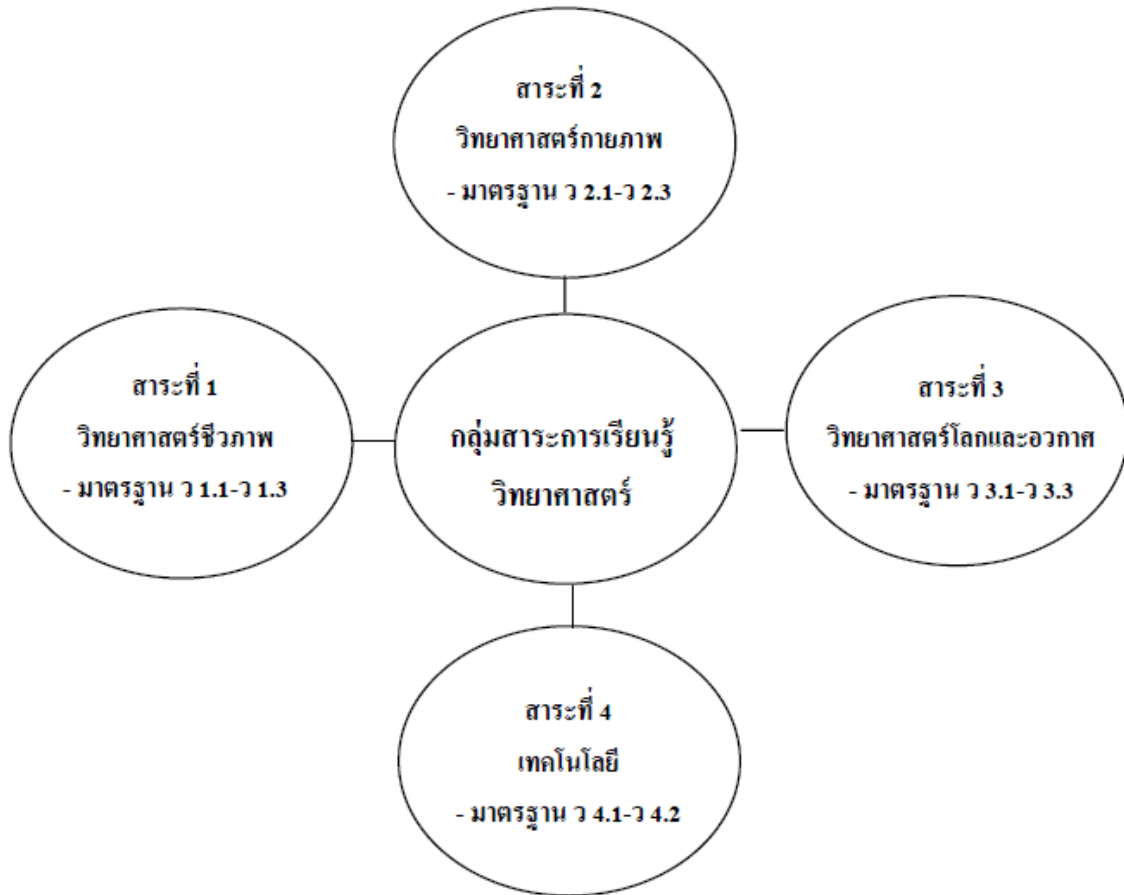 สาระที่ 2
วิทยาศาสตร์กายภาพ
- มาตรฐาน ว 2.1-ว 2.3
สาระที่ 1
วิทยาศาสตร์ชีวภาพ
- มาตรฐาน ว 1.1-ว 1.3
กลุ่มสาระการเรียนรู้
วิทยาศาสตร์
สาระที่ 3
วิทยาศาสตร์โลกและอวกาศ
- มาตรฐาน ว 3.1-ว 3.3
สาระที่ 4
เทคโนโลยี
- มาตรฐาน ว 4.1-ว 4.2